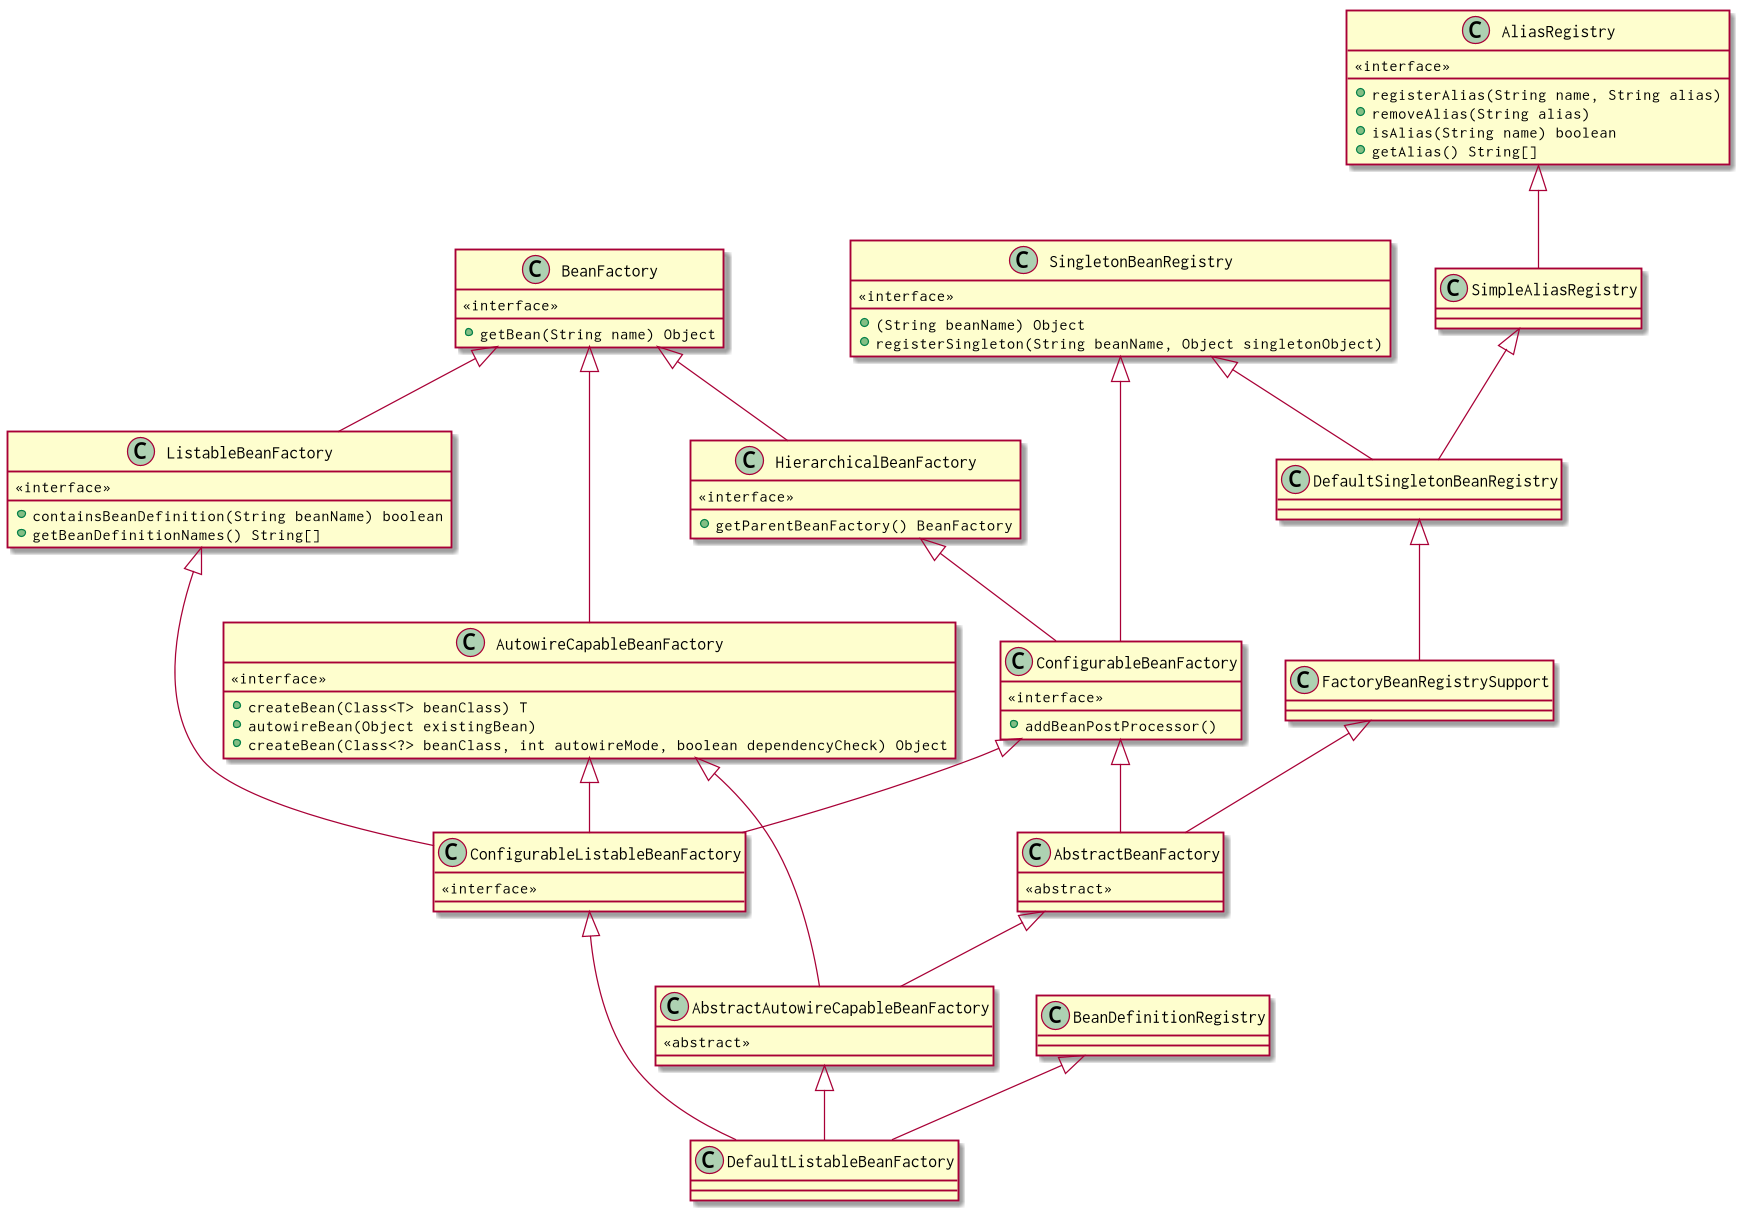 C AliasRegistry
«interface»
registerAlias(String name, String alias)
removeAlias(String alias)
isAlias(String name) boolean
getAlias() String[]
C BeanFactory
«interface»
getBean(String name) Object
C SingletonBeanRegistry
«interface»
(String beanName) Object
registerSingleton(String beanName, Object singletonObject)
C SimpleAliasRegistry
C ListableBeanFactory
«interface»
containsBeanDefinition(String beanName) boolean
getBeanDefinitionNames() String[]
C HierarchicalBeanFactory
«interface»
getParentBeanFactory() BeanFactory
C DefaultSingletonBeanRegistry
C AutowireCapableBeanFactory
«interface»
createBean(Class<T> beanClass) T
autowireBean(Object existingBean)
createBean(Class<?> beanClass, int autowireMode, boolean dependencyCheck) Object
C ConfigurableBeanFactory
«interface»
addBeanPostProcessor()
C FactoryBeanRegistrySupport
C ConfigurableListableBeanFactory
«interface»
C AbstractBeanFactory
«abstract»
C AbstractAutowireCapableBeanFactory
«abstract»
C BeanDefinitionRegistry
C DefaultListableBeanFactory